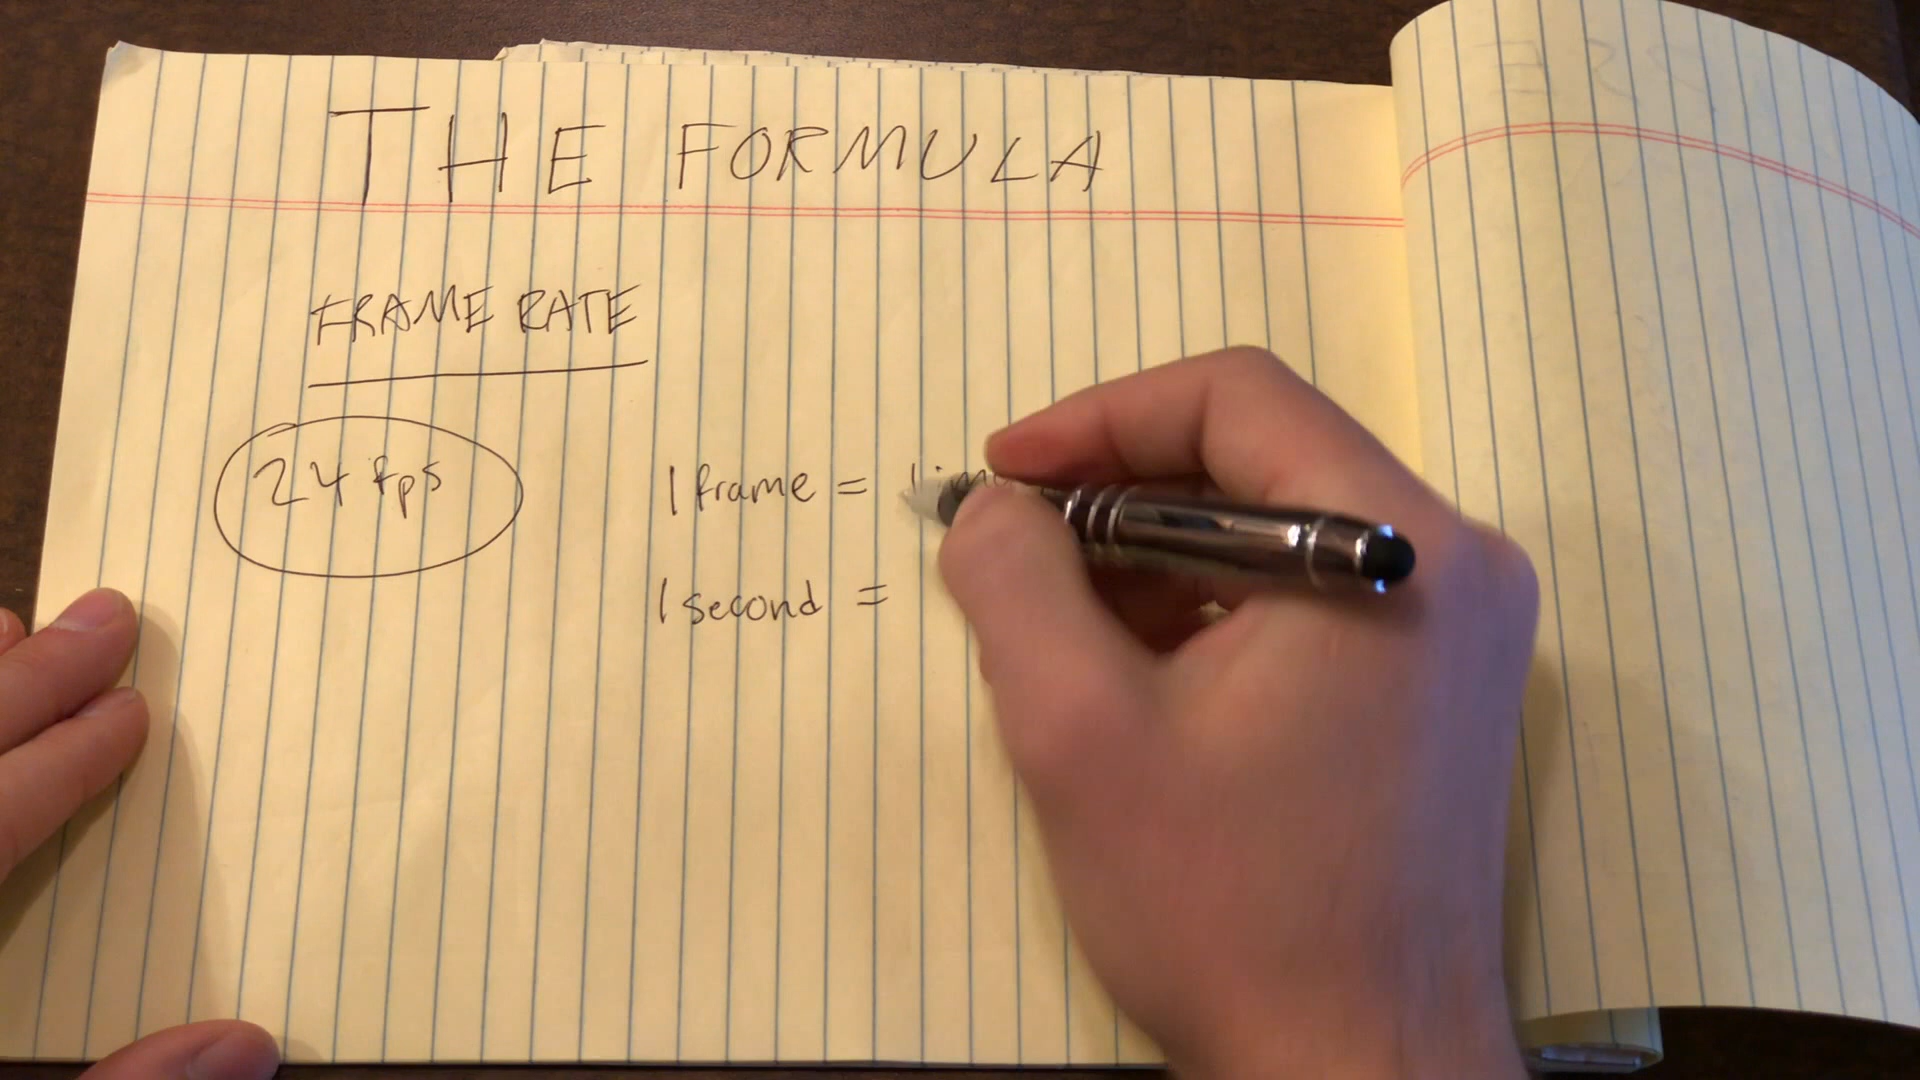 THE FORMULA
FRAME RATE
24 fps
1 frame =
1 second =